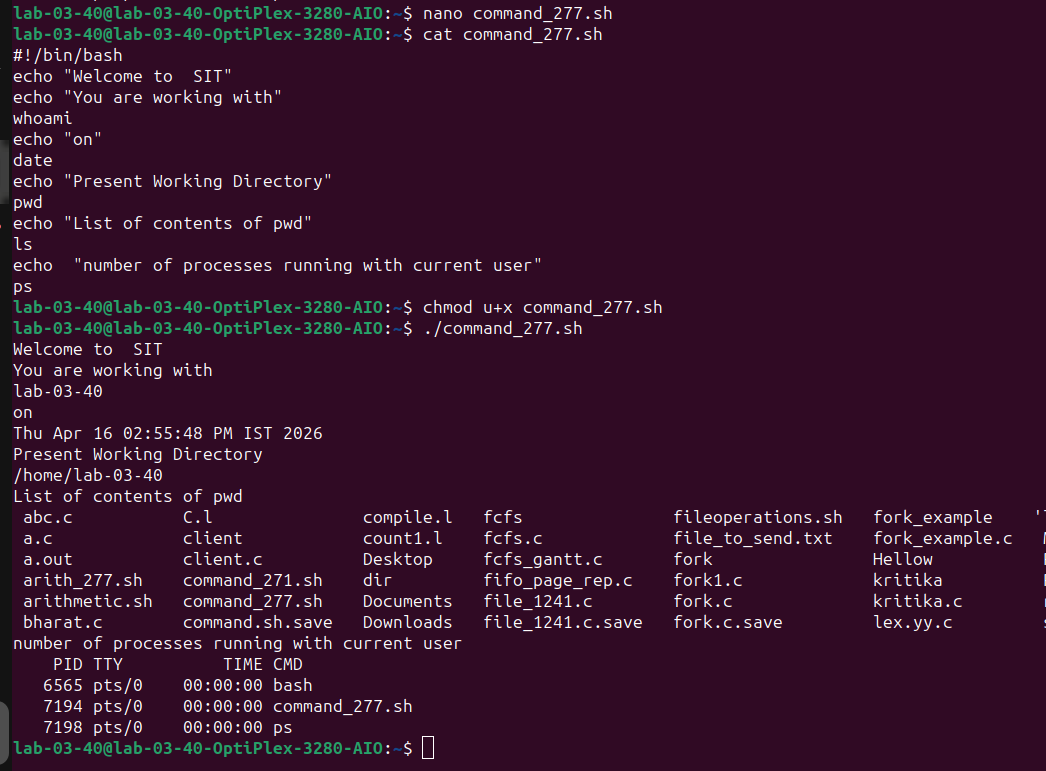 lab-03-40@lab-03-40-OptiPlex-3280-AIO:~$ nano command_277.sh
lab-03-40@lab-03-40-OptiPlex-3280-AIO:~$ cat command_277.sh
#!/bin/bash
echo "Welcome to  SIT"
echo "You are working with"
whoami
echo "on"
date
echo "Present Working Directory"
pwd
echo "List of contents of pwd"
ls
echo  "number of processes running with current user"
ps
lab-03-40@lab-03-40-OptiPlex-3280-AIO:~$ chmod u+x command_277.sh
lab-03-40@lab-03-40-OptiPlex-3280-AIO:~$ ./command_277.sh
Welcome to  SIT
You are working with
lab-03-40
on
Thu Apr 16 02:55:48 PM IST 2026
Present Working Directory
/home/lab-03-40
List of contents of pwd
 abc.c           C.l               compile.l   fcfs               fileoperations.sh   fork_example
 a.c             client            count1.l    fcfs.c             file_to_send.txt    fork_example.c
 a.out           client.c          Desktop     fcfs_gantt.c       fork                Hellow
 arith_277.sh    command_271.sh    dir         fifo_page_rep.c    fork1.c             kritika
 arithmetic.sh   command_277.sh    Documents   file_1241.c        fork.c              kritika.c
 bharat.c        command.sh.save   Downloads   file_1241.c.save   fork.c.save         lex.yy.c
number of processes running with current user
    PID TTY          TIME CMD
   6565 pts/0    00:00:00 bash
   7194 pts/0    00:00:00 command_277.sh
   7198 pts/0    00:00:00 ps
lab-03-40@lab-03-40-OptiPlex-3280-AIO:~$